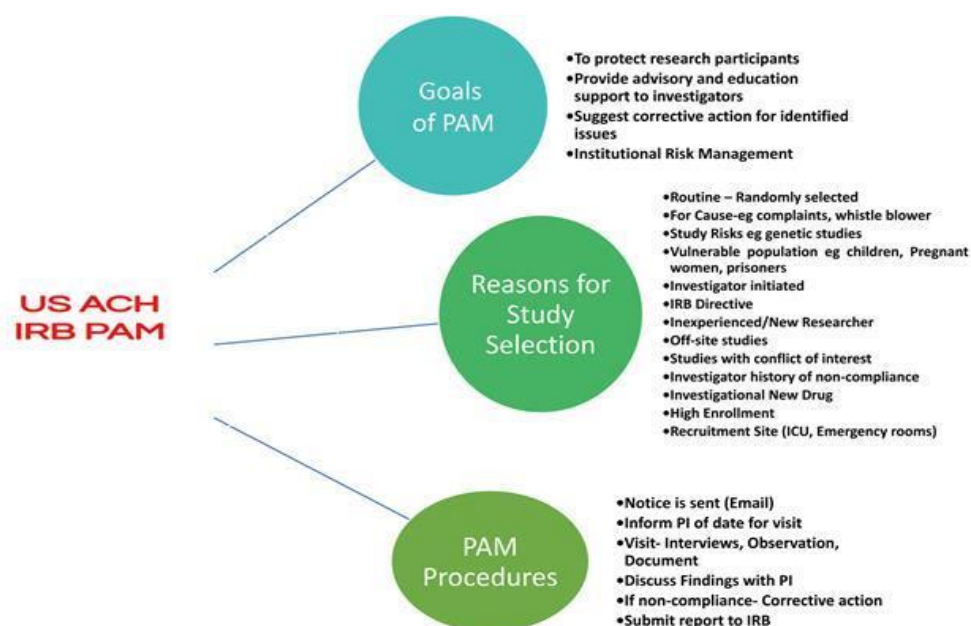 US ACH
IRB PAM
Goals
of PAM
•To protect research participants
•Provide advisory and education
support to investigators
•Suggest corrective action for identified
issues
•Institutional Risk Management
Reasons for
Study
Selection
•Routine – Randomly selected
•For Cause-eg complaints, whistle blower
•Study Risks eg genetic studies
•Vulnerable population eg children, Pregnant
women, prisoners
•Investigator initiated
•IRB Directive
•Inexperienced/New Researcher
•Off-site studies
•Studies with conflict of interest
•Investigator history of non-compliance
•Investigational New Drug
•High Enrollment
•Recruitment Site (ICU, Emergency rooms)
PAM
Procedures
•Notice is sent (Email)
•Inform PI of date for visit
•Visit- Interviews, Observation,
Document
•Discuss Findings with PI
•If non-compliance- Corrective action
•Submit report to IRB